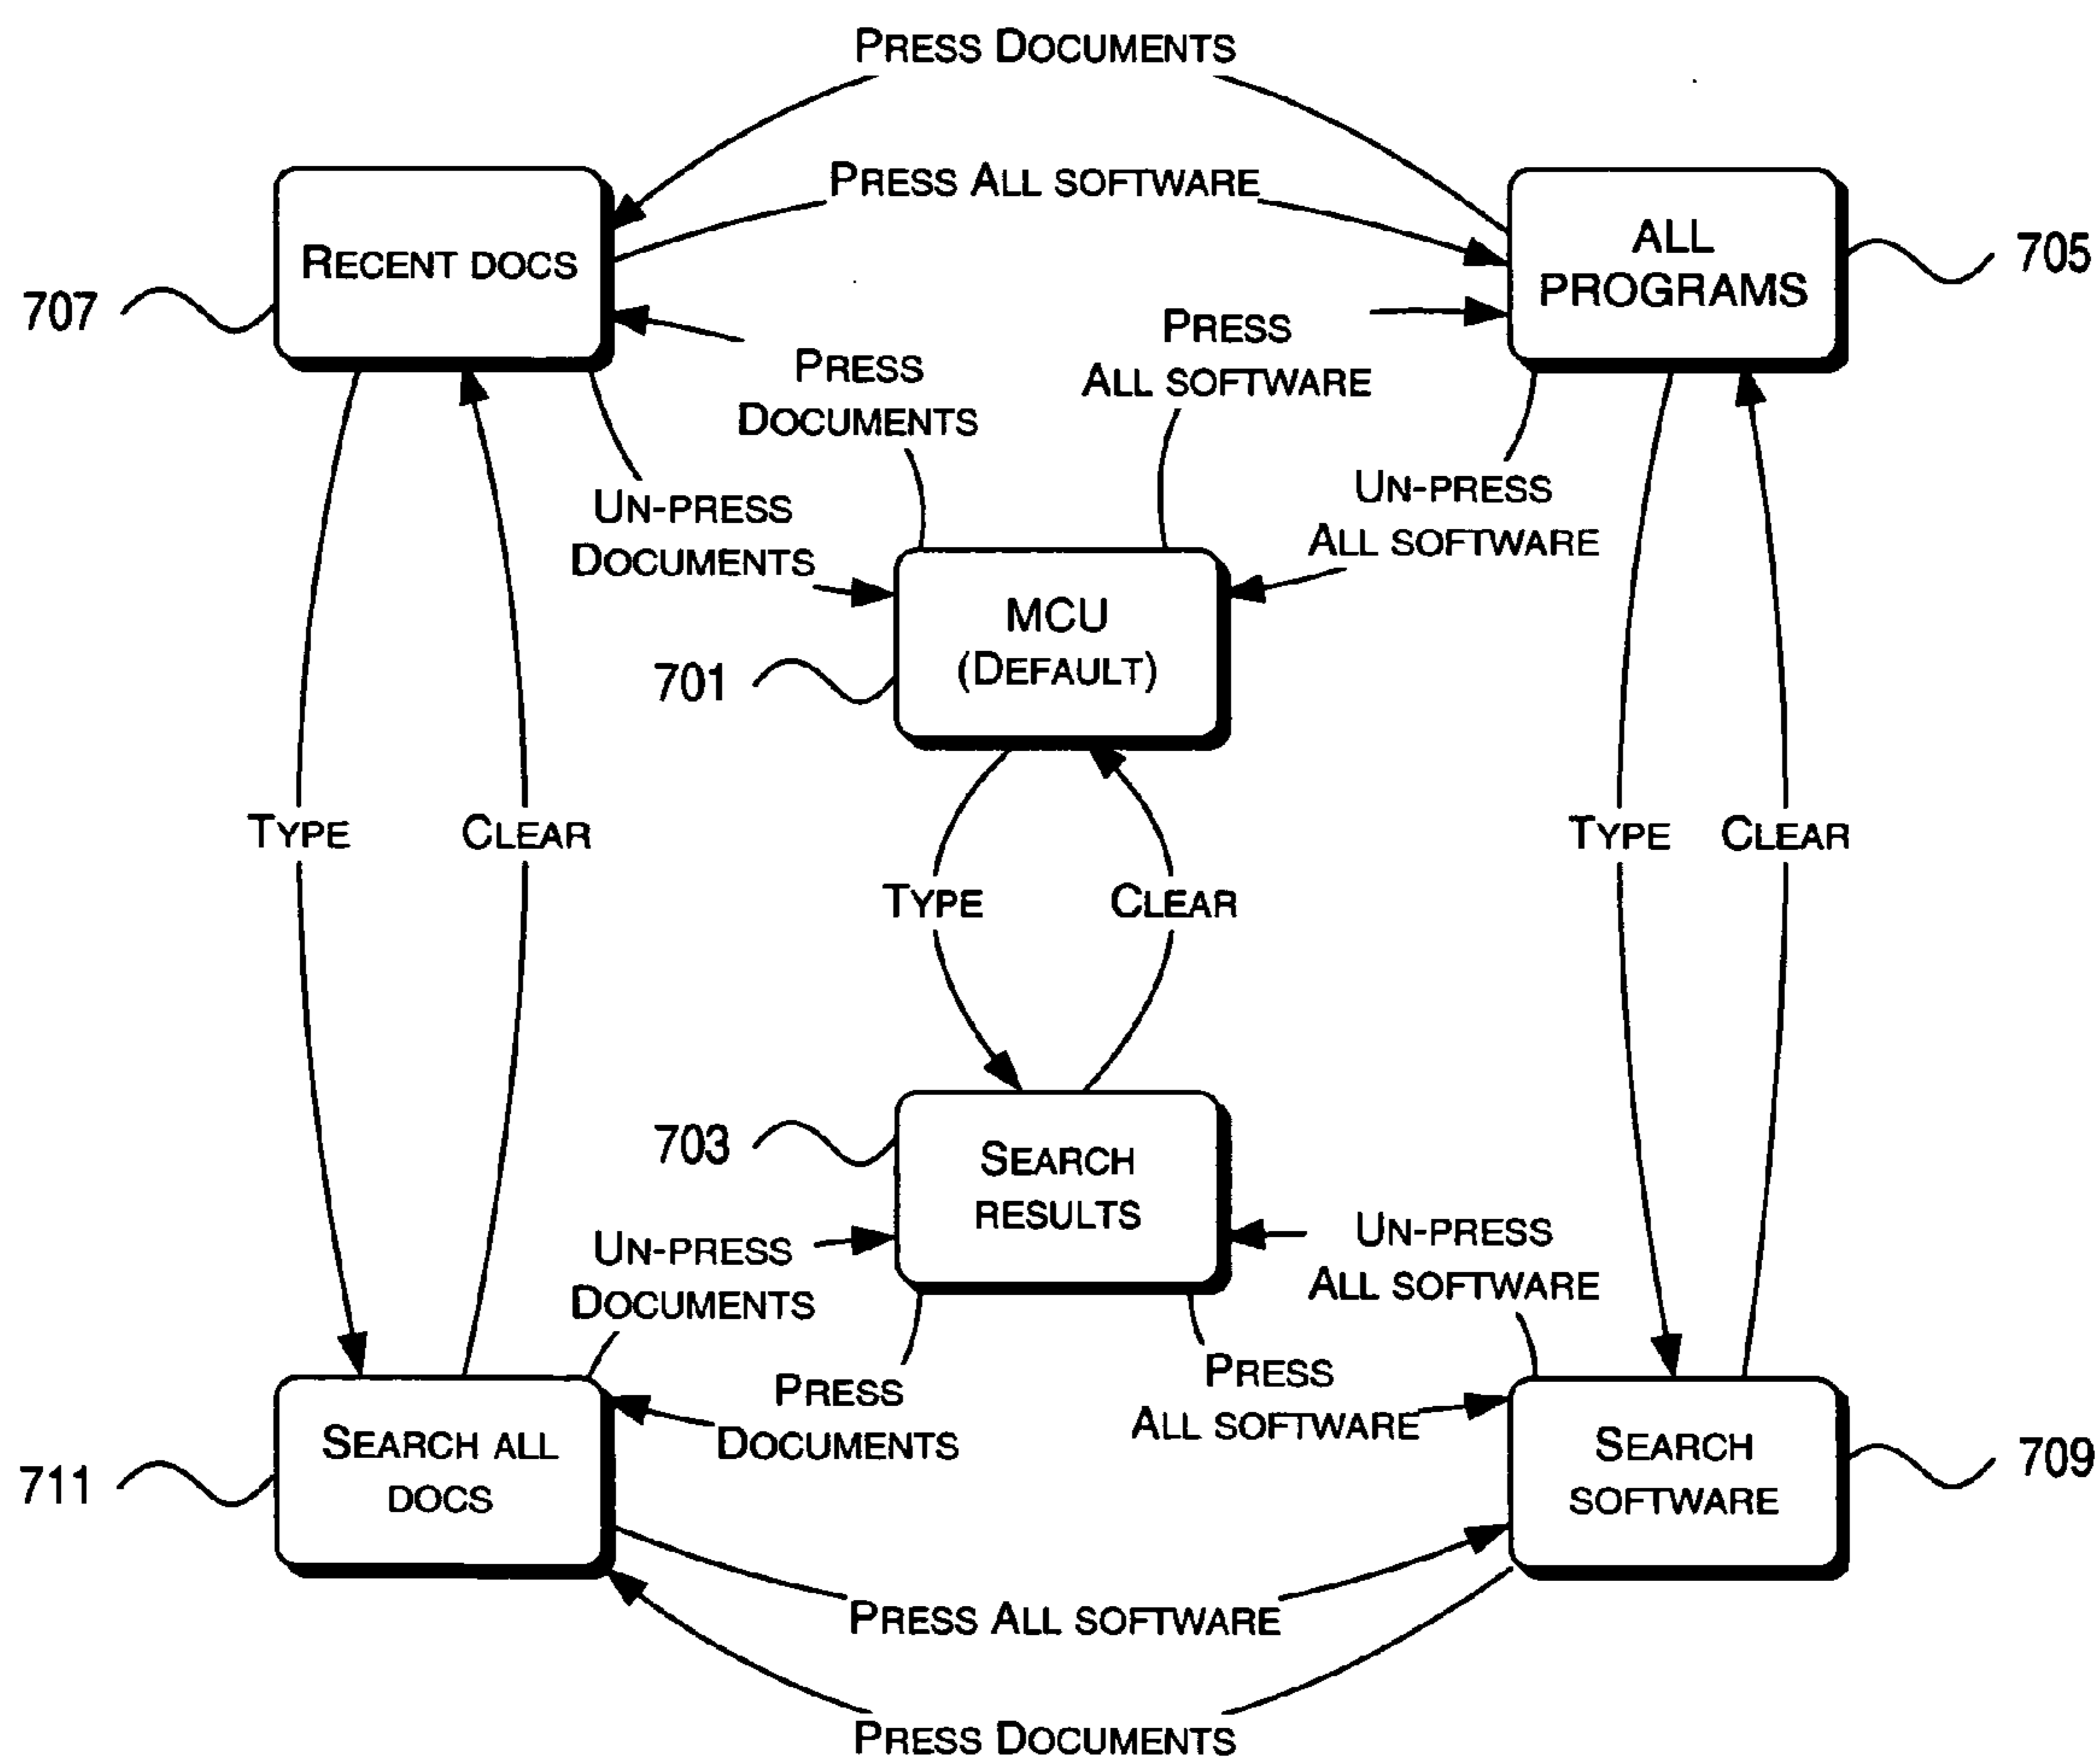 PRESS DOCUMENTS
PRESS ALL SOFTWARE
RECENT DOCS
ALL
PROGRAMS
705
707
PRESS
ALL SOFTWARE
PRESS
DOCUMENTS
UN-PRESS
DOCUMENTS
UN-PRESS
ALL SOFTWARE
MCU
(DEFAULT)
701
TYPE
CLEAR
TYPE
CLEAR
TYPE
CLEAR
703
SEARCH
RESULTS
UN-PRESS
DOCUMENTS
UN-PRESS
ALL SOFTWARE
PRESS
DOCUMENTS
PRESS
ALL SOFTWARE
SEARCH ALL
DOCS
711
SEARCH
SOFTWARE
709
PRESS ALL SOFTWARE
PRESS DOCUMENTS